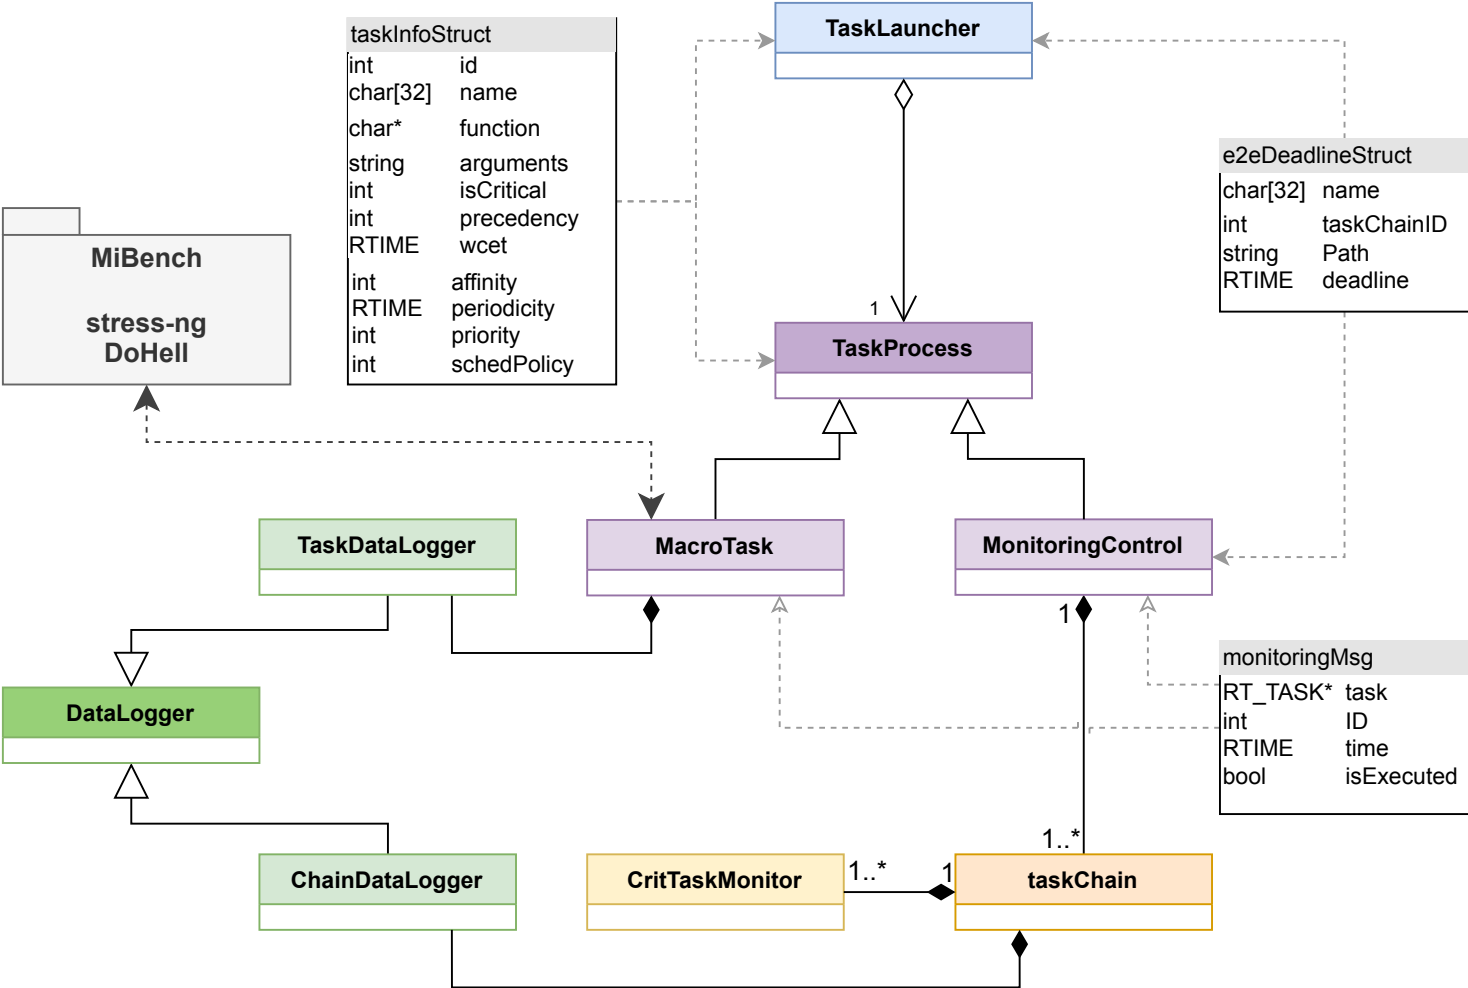 TaskLauncher
taskInfoStruct
int id
char[32] name
char* function
string arguments
int isCritical
int precedency
RTIME wcet
int affinity
RTIME periodicity
int priority
int schedPolicy
e2eDeadlineStruct
char[32] name
int taskChainID
string Path
RTIME deadline
MiBench
stress-ng
DoHell
1
TaskProcess
TaskDataLogger
MacroTask
MonitoringControl
1
monitoringMsg
RT_TASK* task
int ID
RTIME time
bool isExecuted
DataLogger
1..*
ChainDataLogger
CritTaskMonitor
1..*
1
taskChain